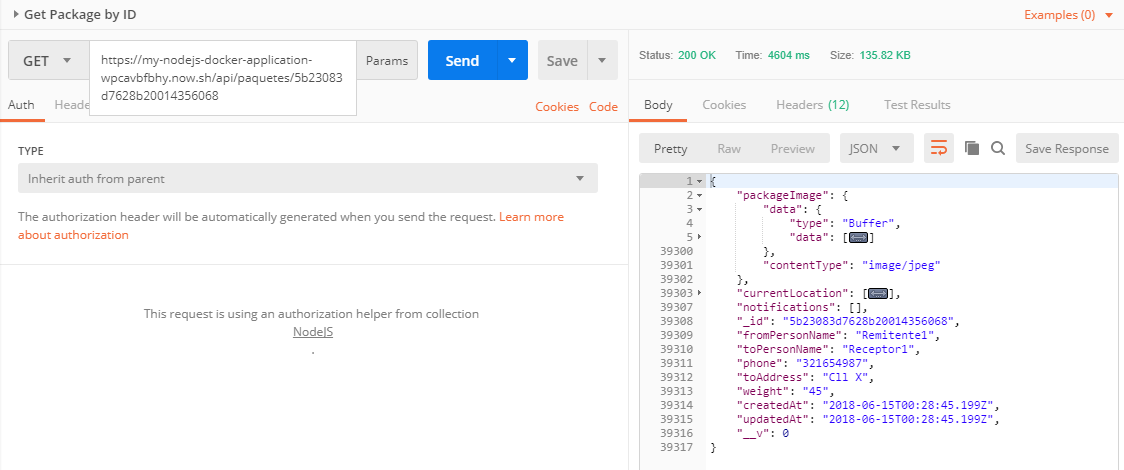 Get Package by ID
Examples (0)
GET
https://my-nodejs-docker-application-
wpcavbfbhy.now.sh/api/paquetes/5b23083
d7628b20014356068
Params
Send
Save
Auth
Heade
Cookies
Code
TYPE
Inherit auth from parent
The authorization header will be automatically generated when you send the request. Learn more
about authorization
This request is using an authorization helper from collection
NodeJS
.
Status: 200 OK
Time: 4604 ms
Size: 135.82 KB
Body
Cookies
Headers (12)
Test Results
Pretty
Raw
Preview
JSON
Save Response
1 {
2 "packageImage": {
3 "data": {
4 "type": "Buffer",
5 "data": [ ]
39300 },
39301 "contentType": "image/jpeg"
39302 },
39303 "currentLocation": [ ],
39307 "notifications": [],
39308 "_id": "5b23083d7628b20014356068",
39309 "fromPersonName": "Remitente1",
39310 "toPersonName": "Receptor1",
39311 "phone": "321654987",
39312 "toAddress": "Cll X",
39313 "weight": "45",
39314 "createdAt": "2018-06-15T00:28:45.199Z",
39315 "updatedAt": "2018-06-15T00:28:45.199Z",
39316 "__v": 0
39317 }